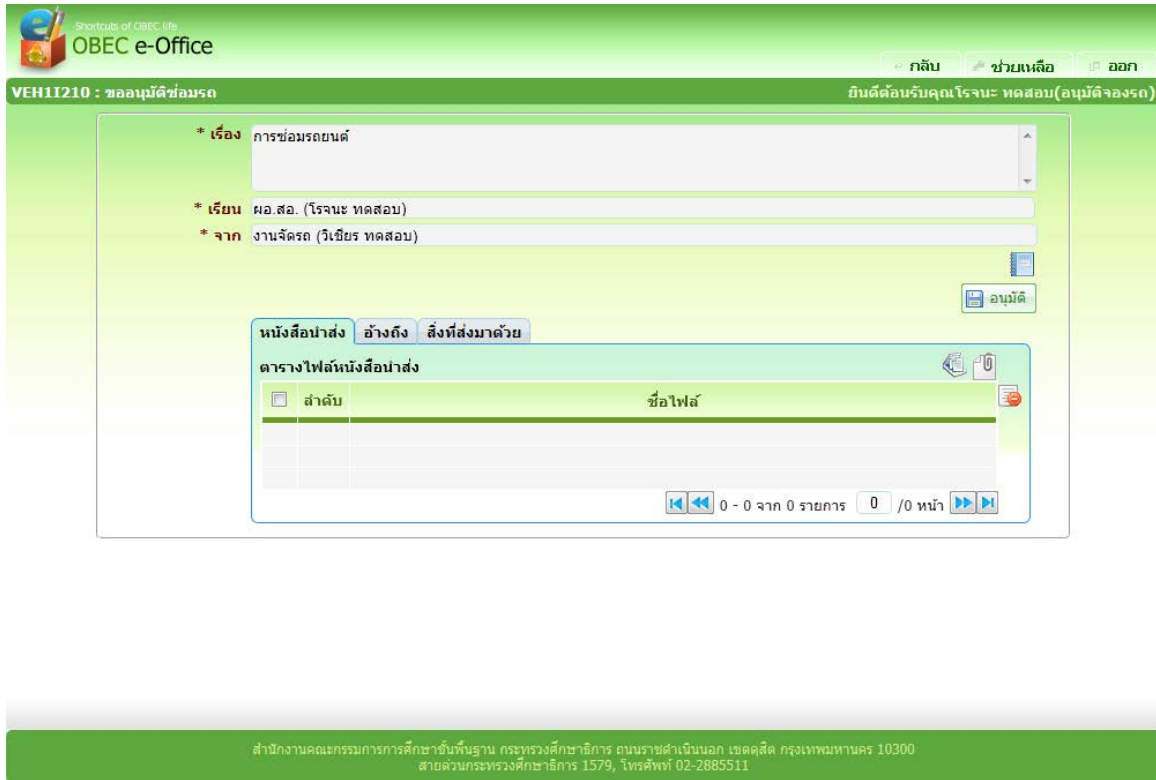 Shortcuts of OBEC life
OBEC e-Office
กลับ ช่วยเหลือ ออก
VEH1I210 : ขออนุมัติซ่อมรถ ยินดีต้อนรับคุณโรจนะ ทดสอบ(อนุมัติจองรถ)
* เรื่อง การซ่อมรถยนต์
* เรียน ผอ.สอ. (โรจนะ ทดสอบ)
* จาก งานจัดรถ (วิเชียร ทดสอบ)
อนุมัติ
หนังสือนำส่ง อ้างถึง สิ่งที่ส่งมาด้วย
ตารางไฟล์หนังสือนำส่ง
ลำดับ ชื่อไฟล์
0 - 0 จาก 0 รายการ 0 /0 หน้า
สำนักงานคณะกรรมการการศึกษาขั้นพื้นฐาน กระทรวงศึกษาธิการ ถนนราชดำเนินนอก เขตดุสิต กรุงเทพมหานคร 10300
สายด่วนกระทรวงศึกษาธิการ 1579, โทรศัพท์ 02-2885511